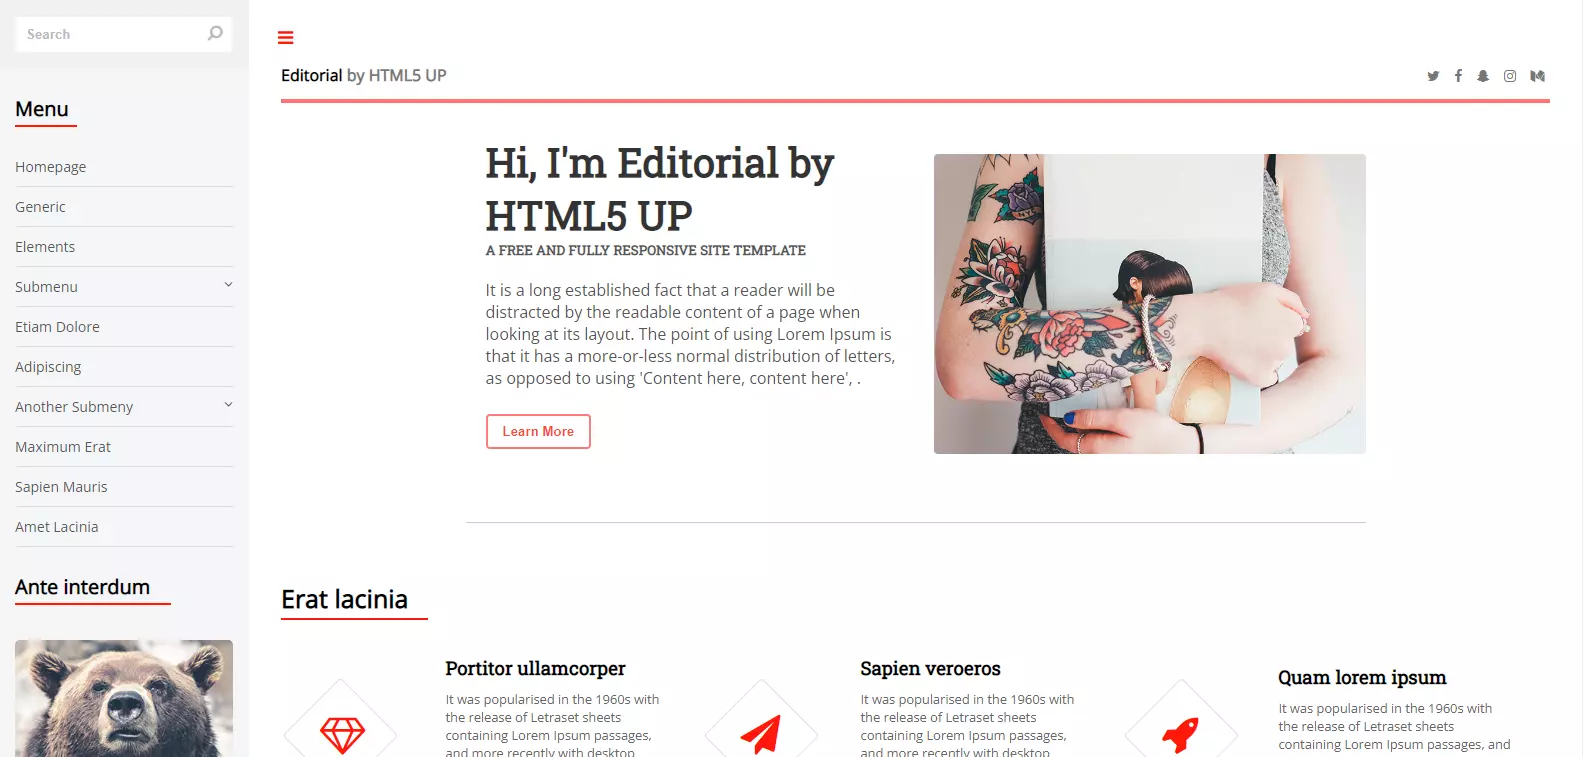 Search
Menu
Homepage
Generic
Elements
Submenu
Etiam Dolore
Adipiscing
Another Submeny
Maximum Erat
Sapien Mauris
Amet Lacinia
Ante interdum
Editorial by HTML5 UP
Hi, I'm Editorial by
HTML5 UP
A FREE AND FULLY RESPONSIVE SITE TEMPLATE
It is a long established fact that a reader will be
distracted by the readable content of a page when
looking at its layout. The point of using Lorem Ipsum is
that it has a more-or-less normal distribution of letters,
as opposed to using 'Content here, content here', .
Learn More
Erat lacinia
Portitor ullamcorper
It was popularised in the 1960s with
the release of Letraset sheets
containing Lorem Ipsum passages,
and more recently with desktop
Sapien veroeros
It was popularised in the 1960s with
the release of Letraset sheets
containing Lorem Ipsum passages,
and more recently with desktop
Quam lorem ipsum
It was popularised in the 1960s with
the release of Letraset sheets
containing Lorem Ipsum passages, and